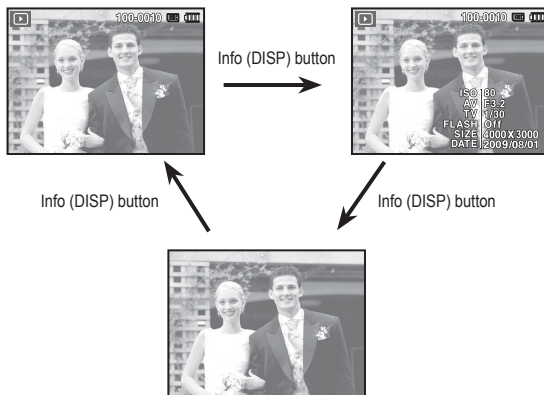 100-0010
Info (DISP) button
100-0010
ISO 80
AV F3.2
TV 1/30
FLASH Off
SIZE 4000X3000
DATE 2009/08/01
Info (DISP) button
Info (DISP) button